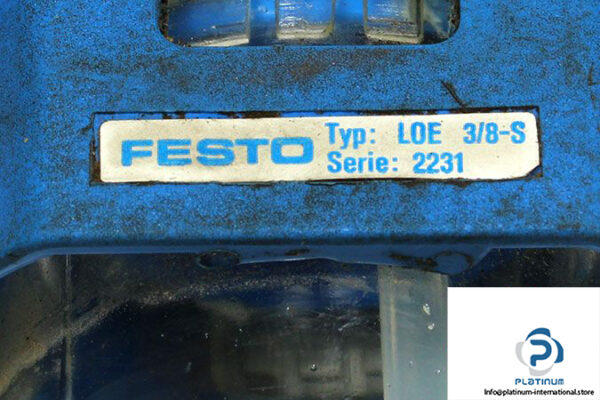 FESTO
Typ: LOE 3/8-S
Serie: 2231
PLATINUM
Info@platinum-international.store